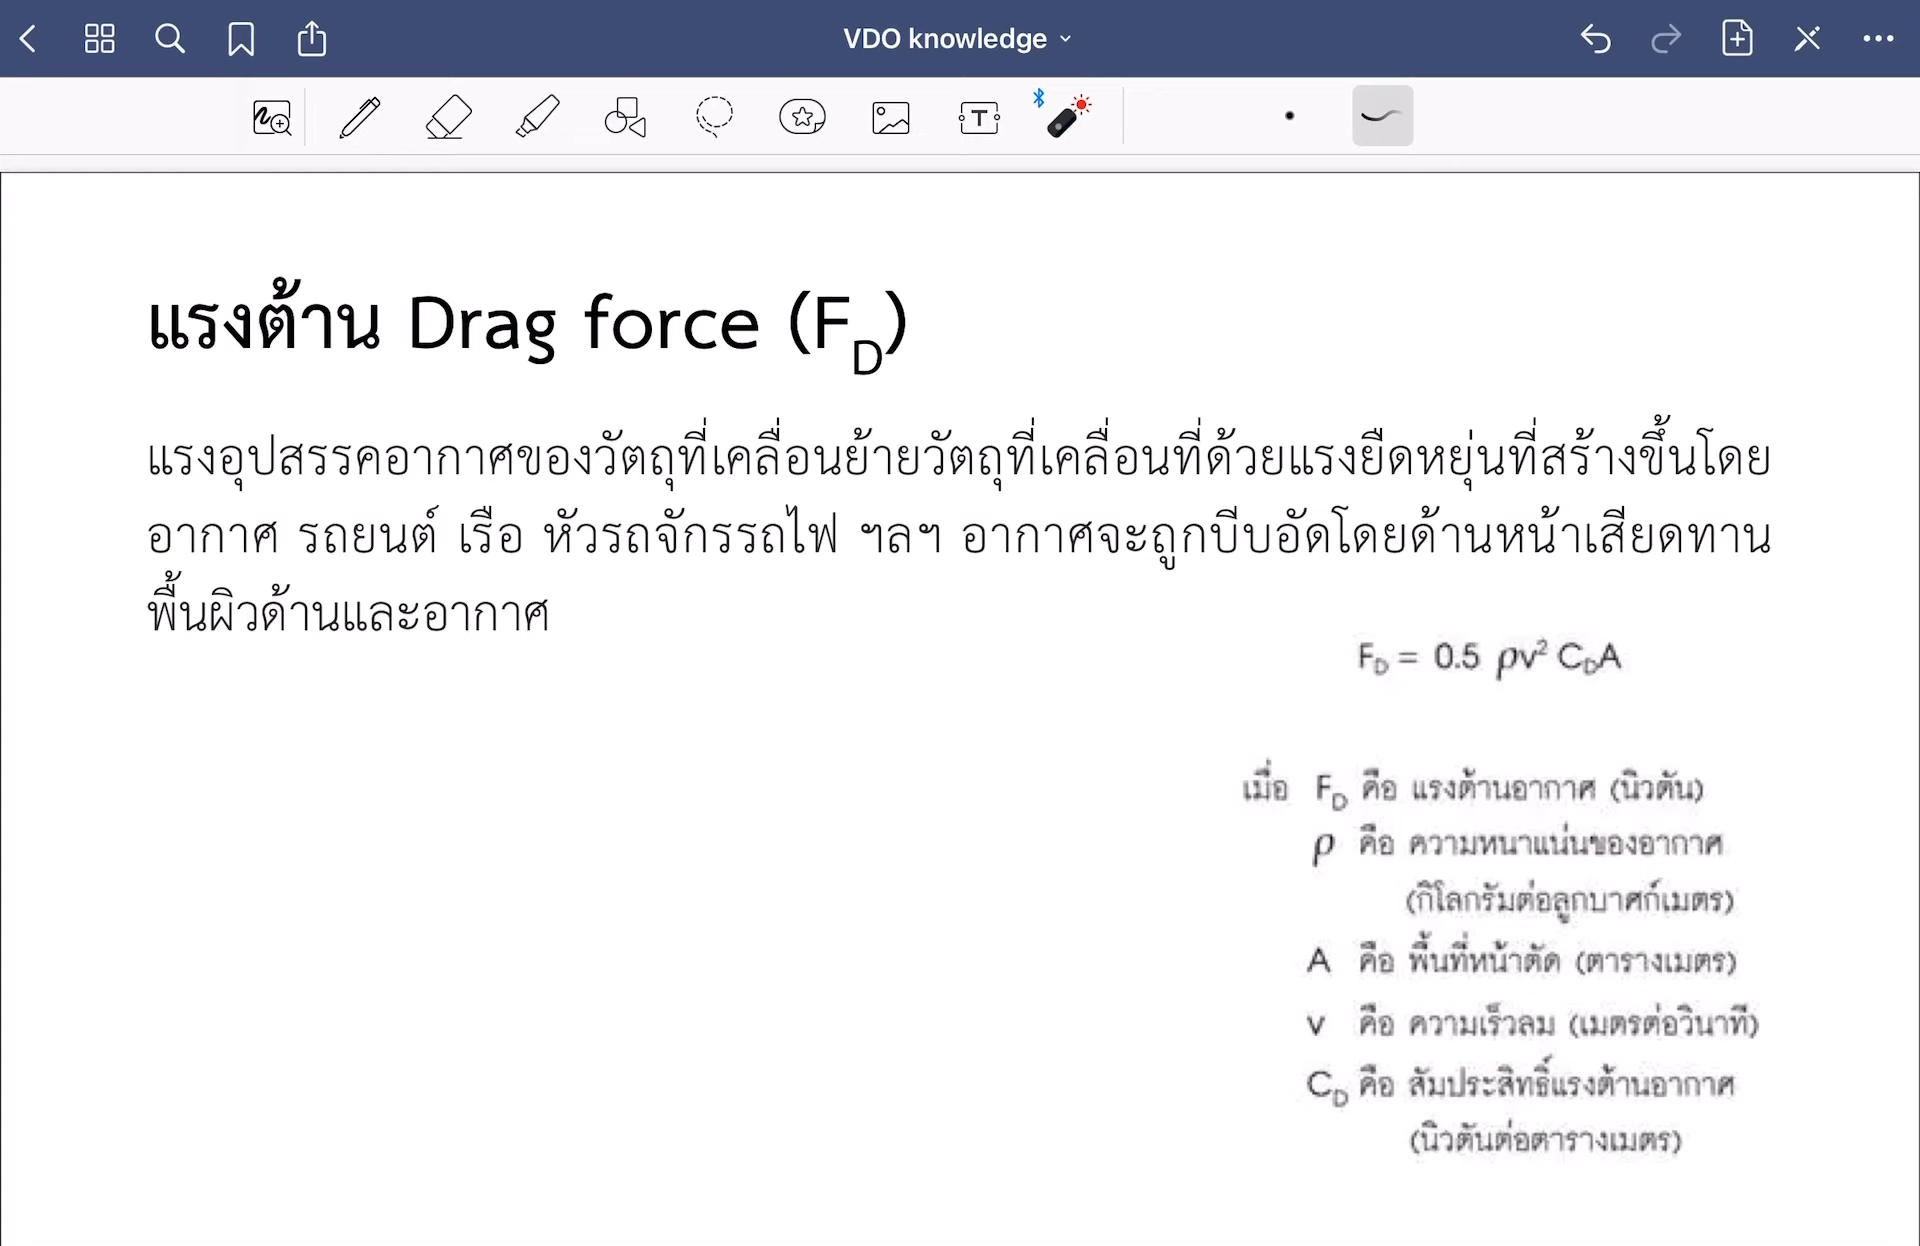 VDO knowledge
แรงต้าน Drag force (F_D)
แรงอุปสรรคอากาศของวัตถุที่เคลื่อนย้ายวัตถุที่เคลื่อนที่ด้วยแรงยืดหยุ่นที่สร้างขึ้นโดย
อากาศ รถยนต์ เรือ หัวรถจักรรถไฟ ฯลฯ อากาศจะถูกบีบอัดโดยด้านหน้าเสียดทาน
พื้นผิวด้านและอากาศ
F_D = 0.5 ρv² C_DA
เมื่อ F_D คือ แรงต้านอากาศ (นิวตัน)
ρ คือ ความหนาแน่นของอากาศ
(กิโลกรัมต่อลูกบาศก์เมตร)
A คือ พื้นที่หน้าตัด (ตารางเมตร)
v คือ ความเร็วลม (เมตรต่อวินาที)
C_D คือ สัมประสิทธิ์แรงต้านอากาศ
(นิวตันต่อตารางเมตร)